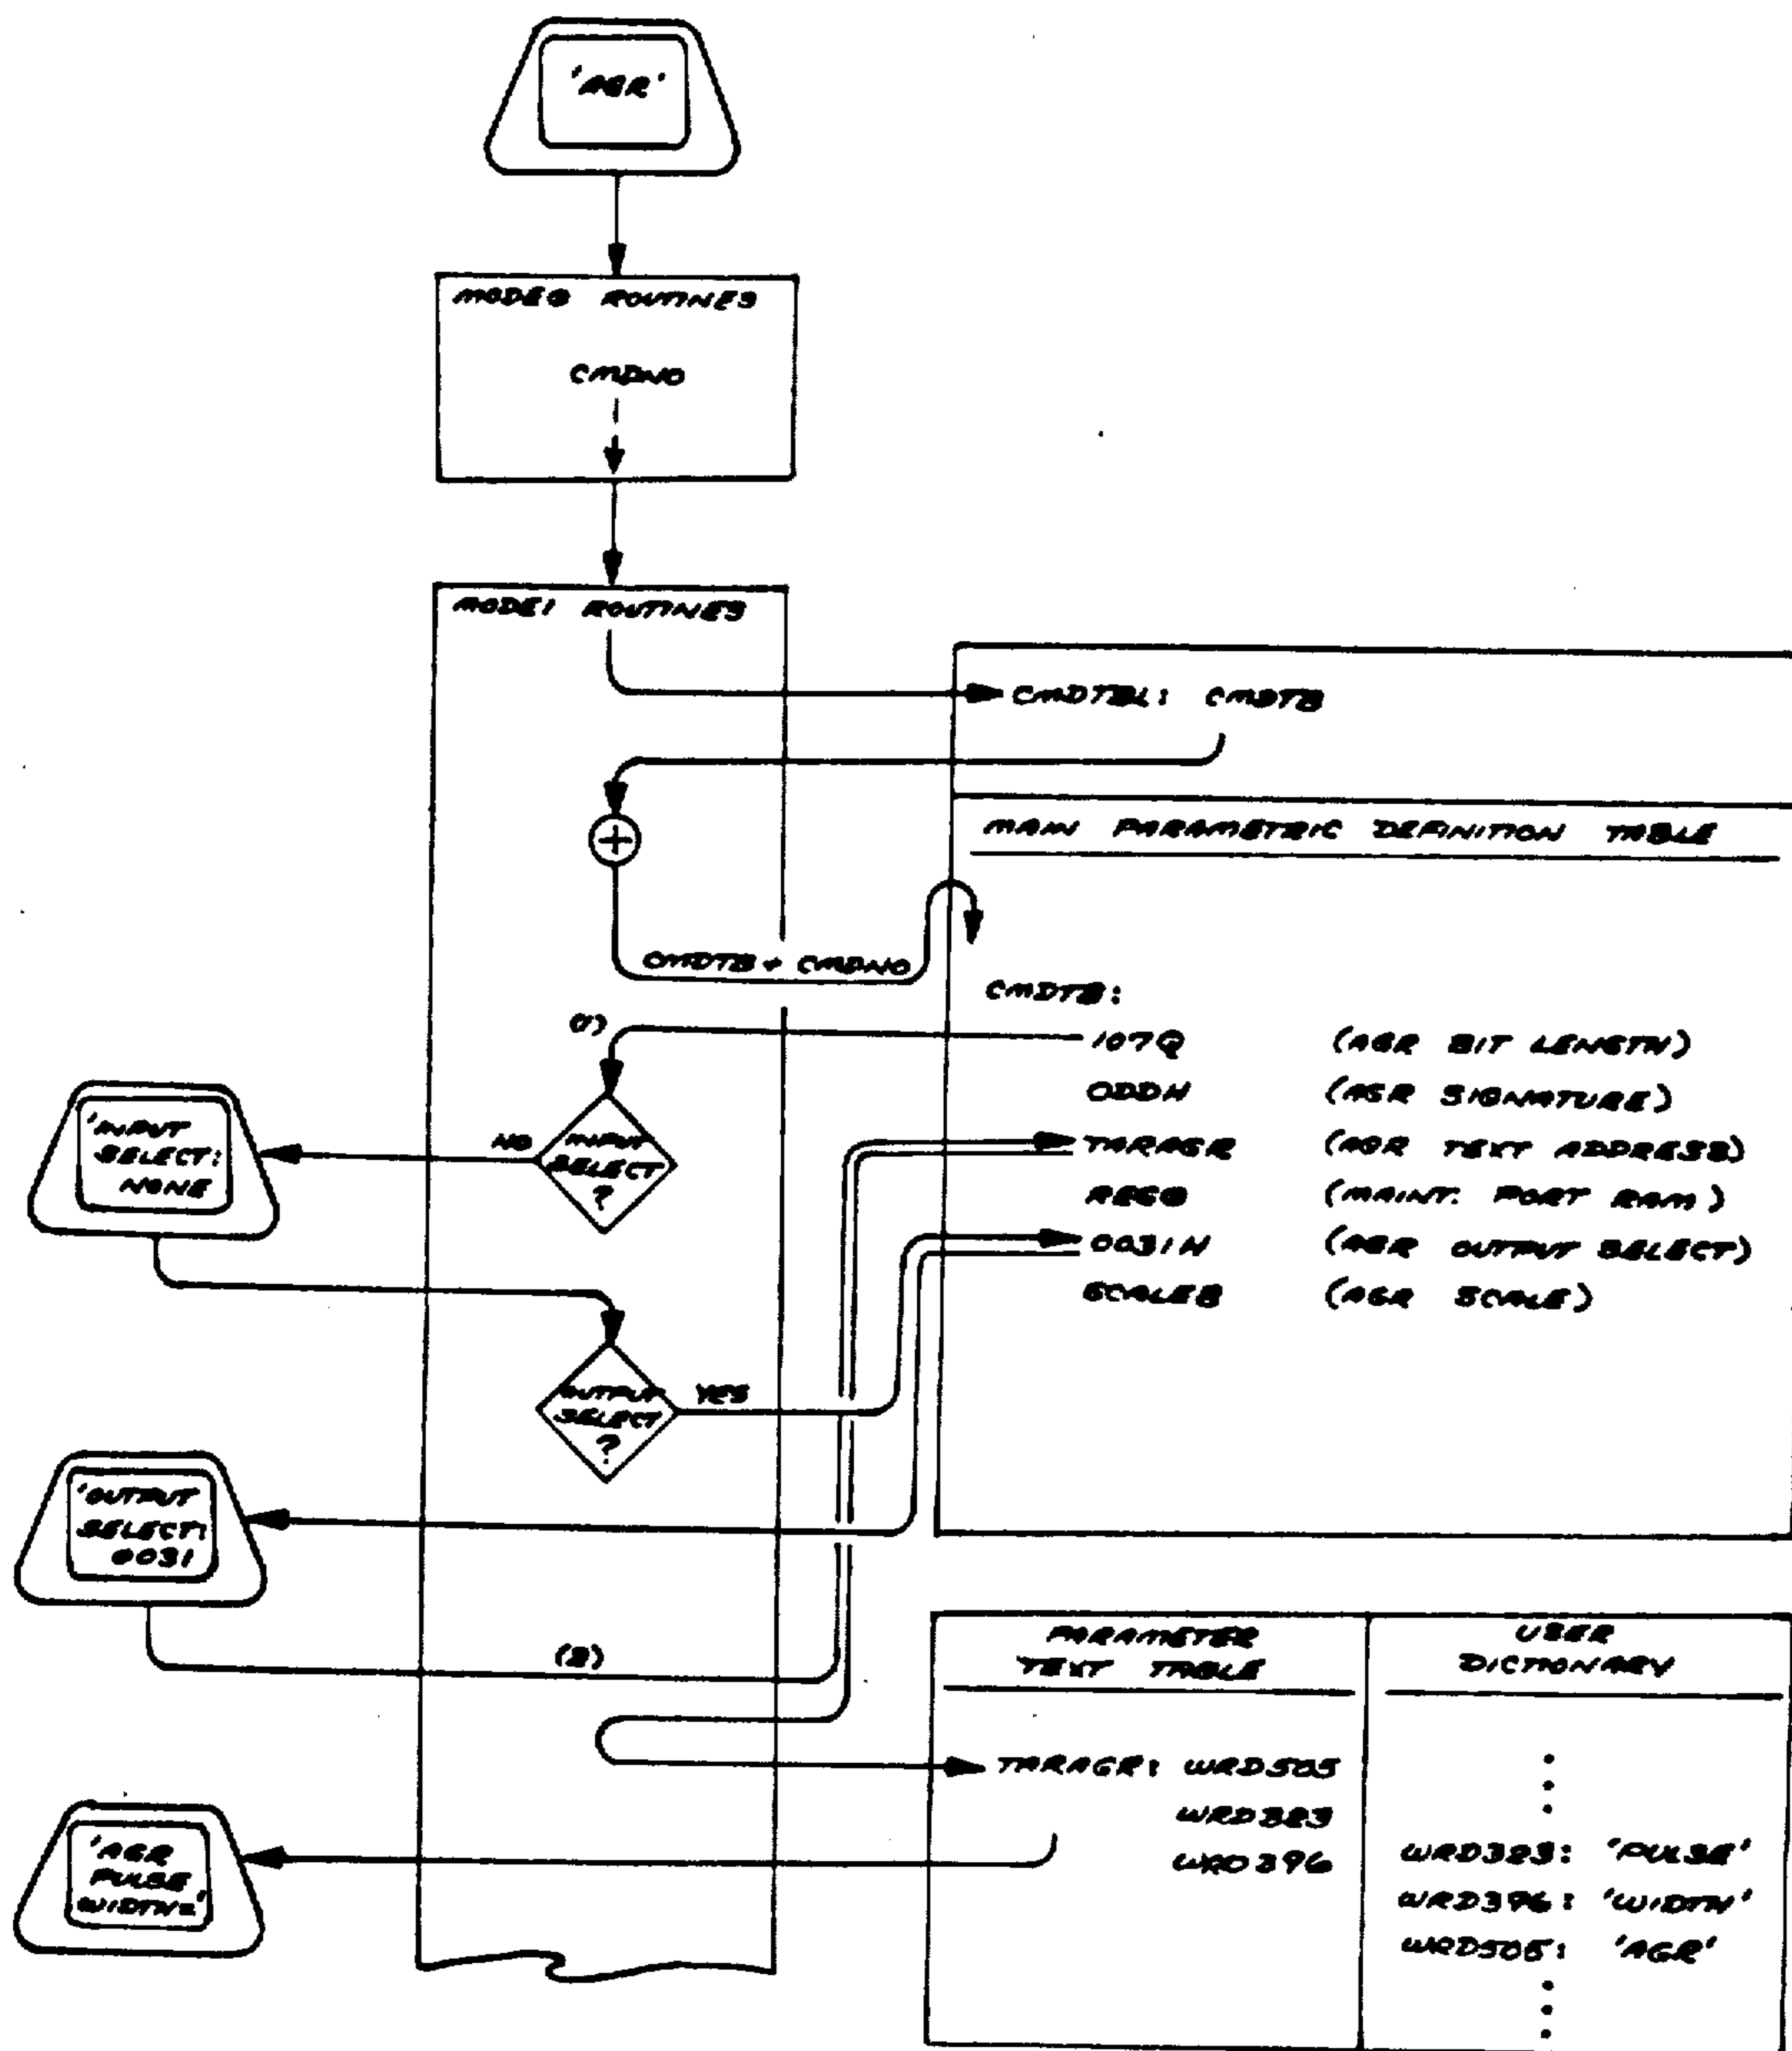 'AGR'
MODE0 ROUTINES
CMDNO
MODE1 ROUTINES
CMDTBL: CMDTB
MAIN PARAMETRIC DEFINITION TABLE
CMDTB + CMDNO
CMDTB:
(1)
107Q (AGR BIT LENGTH)
0DDH (AGR SIGNATURE)
TARAGR (AGR TEXT ADDRESS)
REG0 (MAINT. PORT RAM)
0031H (AGR OUTPUT SELECT)
SCALE8 (AGR SCALE)
'INPUT
SELECT:
NONE
NO
INPUT
SELECT
?
OUTPUT
SELECT
?
YES
'OUTPUT
SELECT:
0031
(2)
PARAMETER
TEXT TABLE
USER
DICTIONARY
TARAGR: WRD505
WRD323
WRD396
WRD323: 'PULSE'
WRD396: 'WIDTH'
WRD505: 'AGR'
'AGR
PULSE
WIDTH='